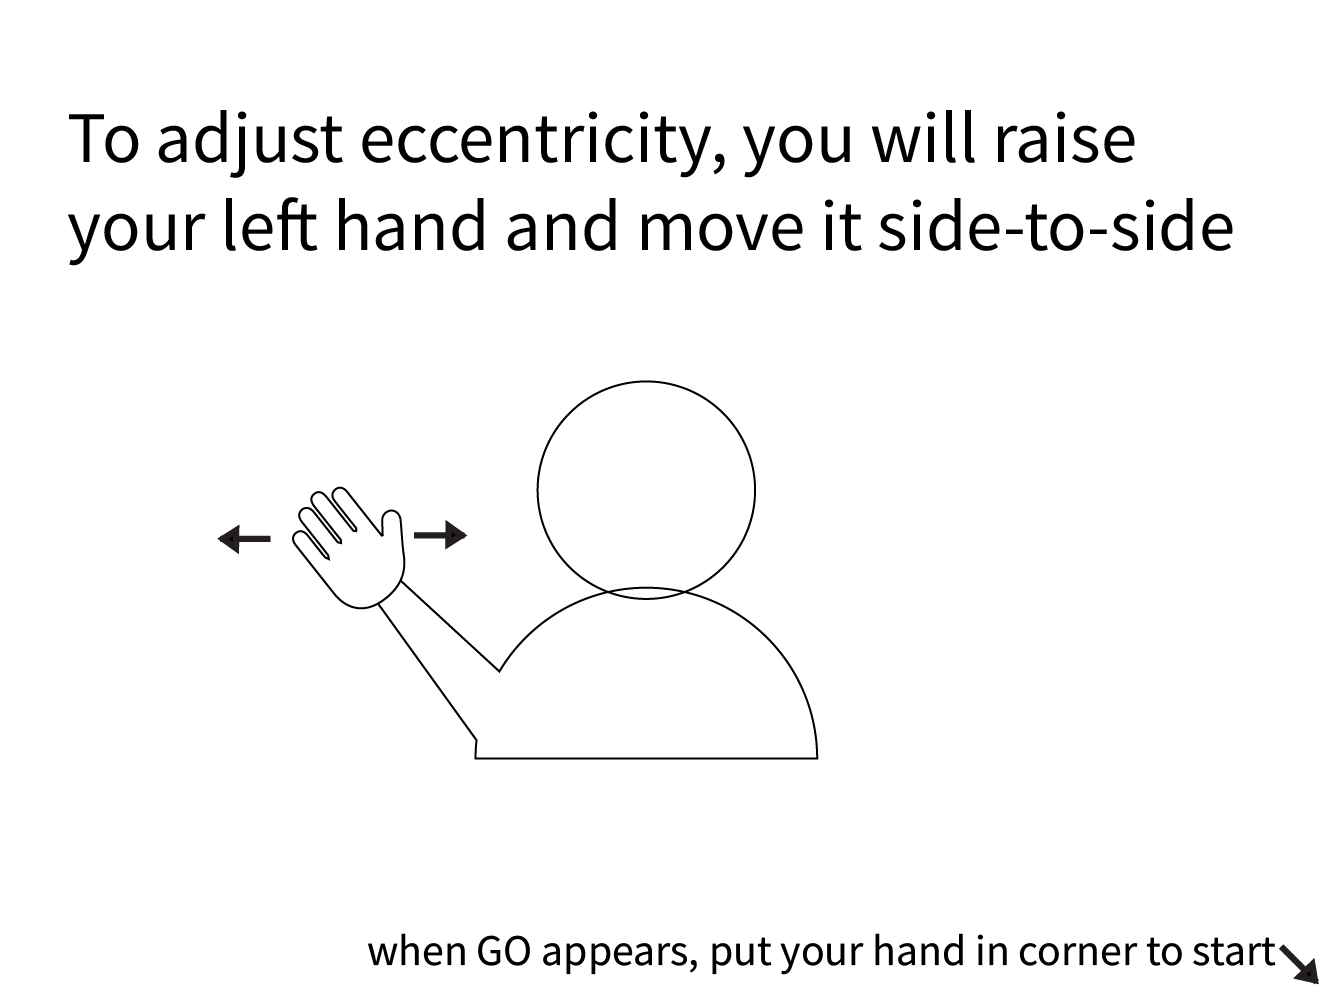 To adjust eccentricity, you will raise
your left hand and move it side-to-side
when GO appears, put your hand in corner to start